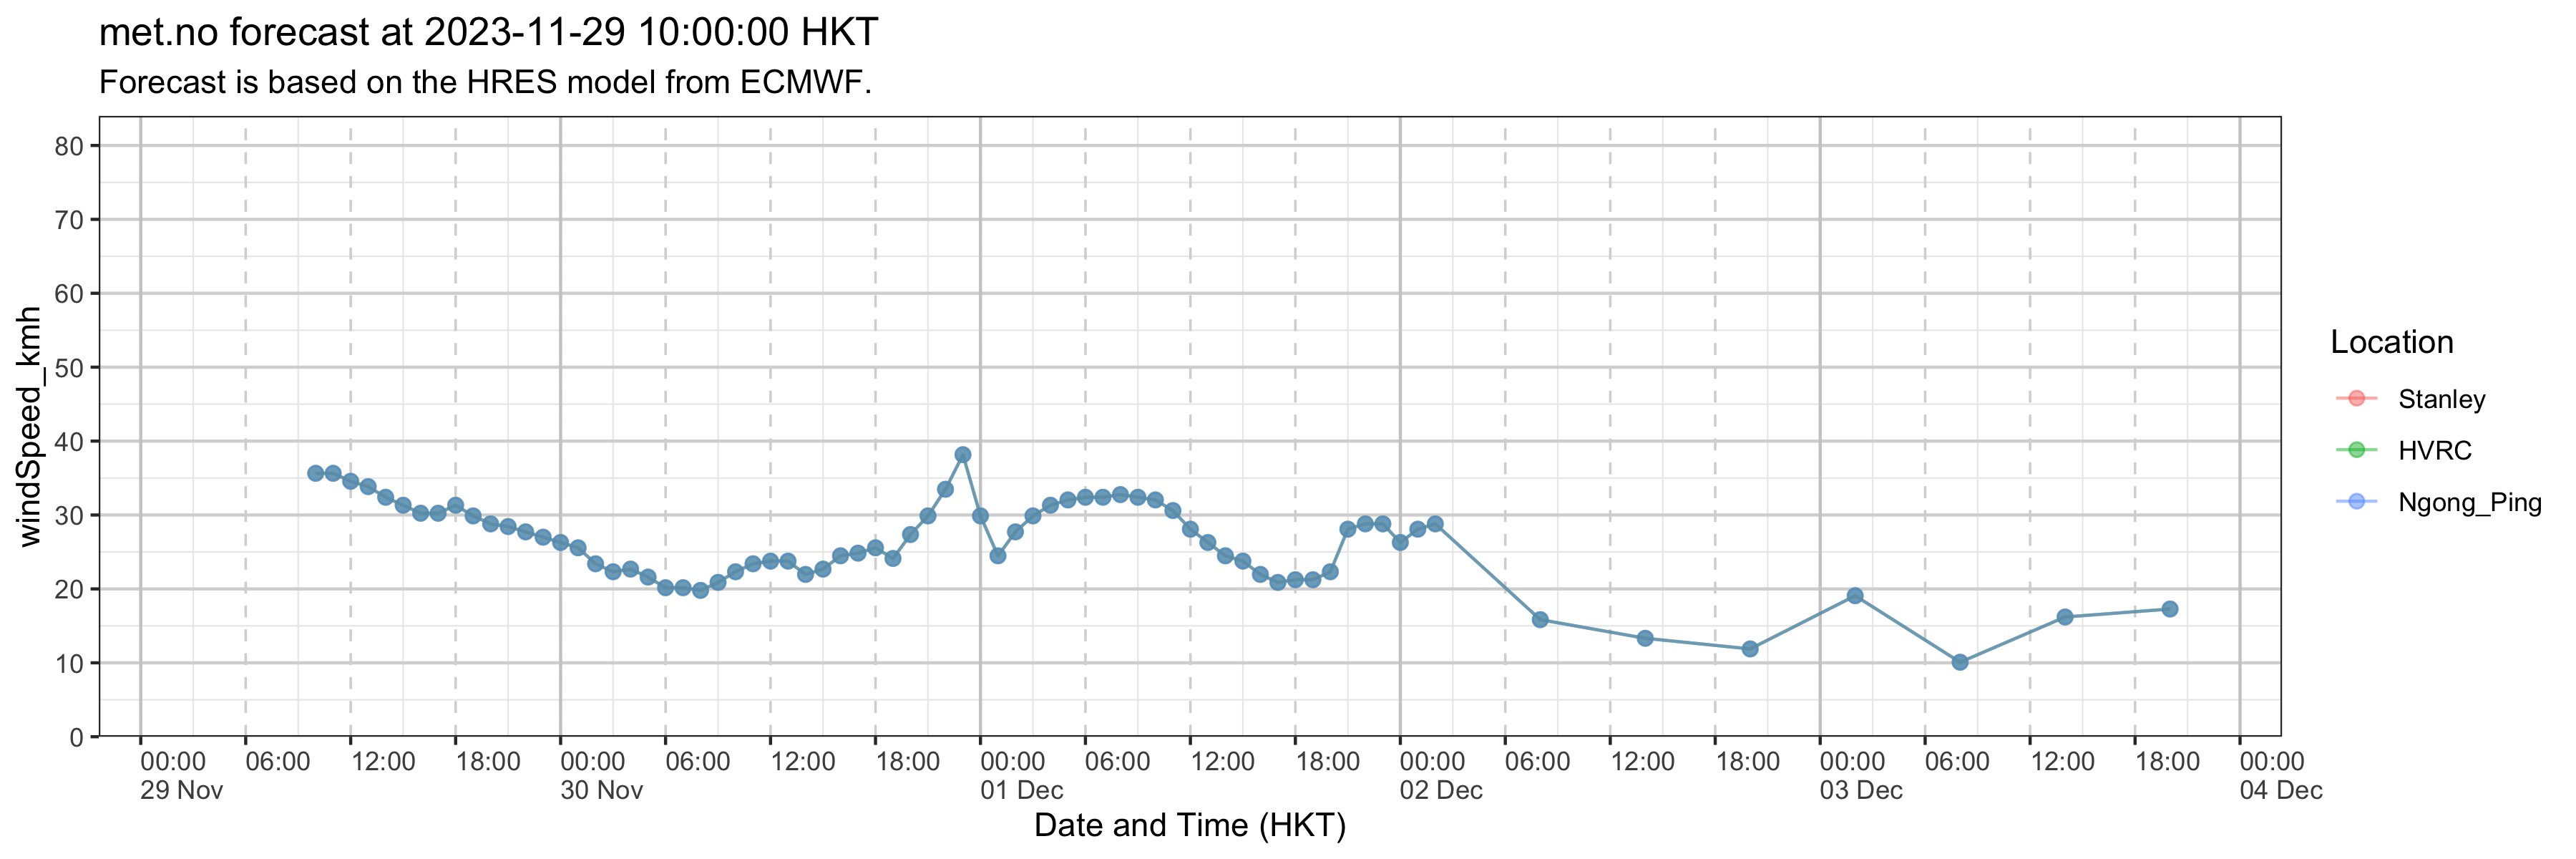 met.no forecast at 2023-11-29 10:00:00 HKT
Forecast is based on the HRES model from ECMWF.
windSpeed_kmh
80
70
60
50
40
30
20
10
0
00:00 06:00 12:00 18:00 00:00 06:00 12:00 18:00 00:00 06:00 12:00 18:00 00:00 06:00 12:00 18:00 00:00 06:00 12:00 18:00 00:00
29 Nov 30 Nov 01 Dec 02 Dec 03 Dec 04 Dec
Date and Time (HKT)
Location
Stanley
HVRC
Ngong_Ping